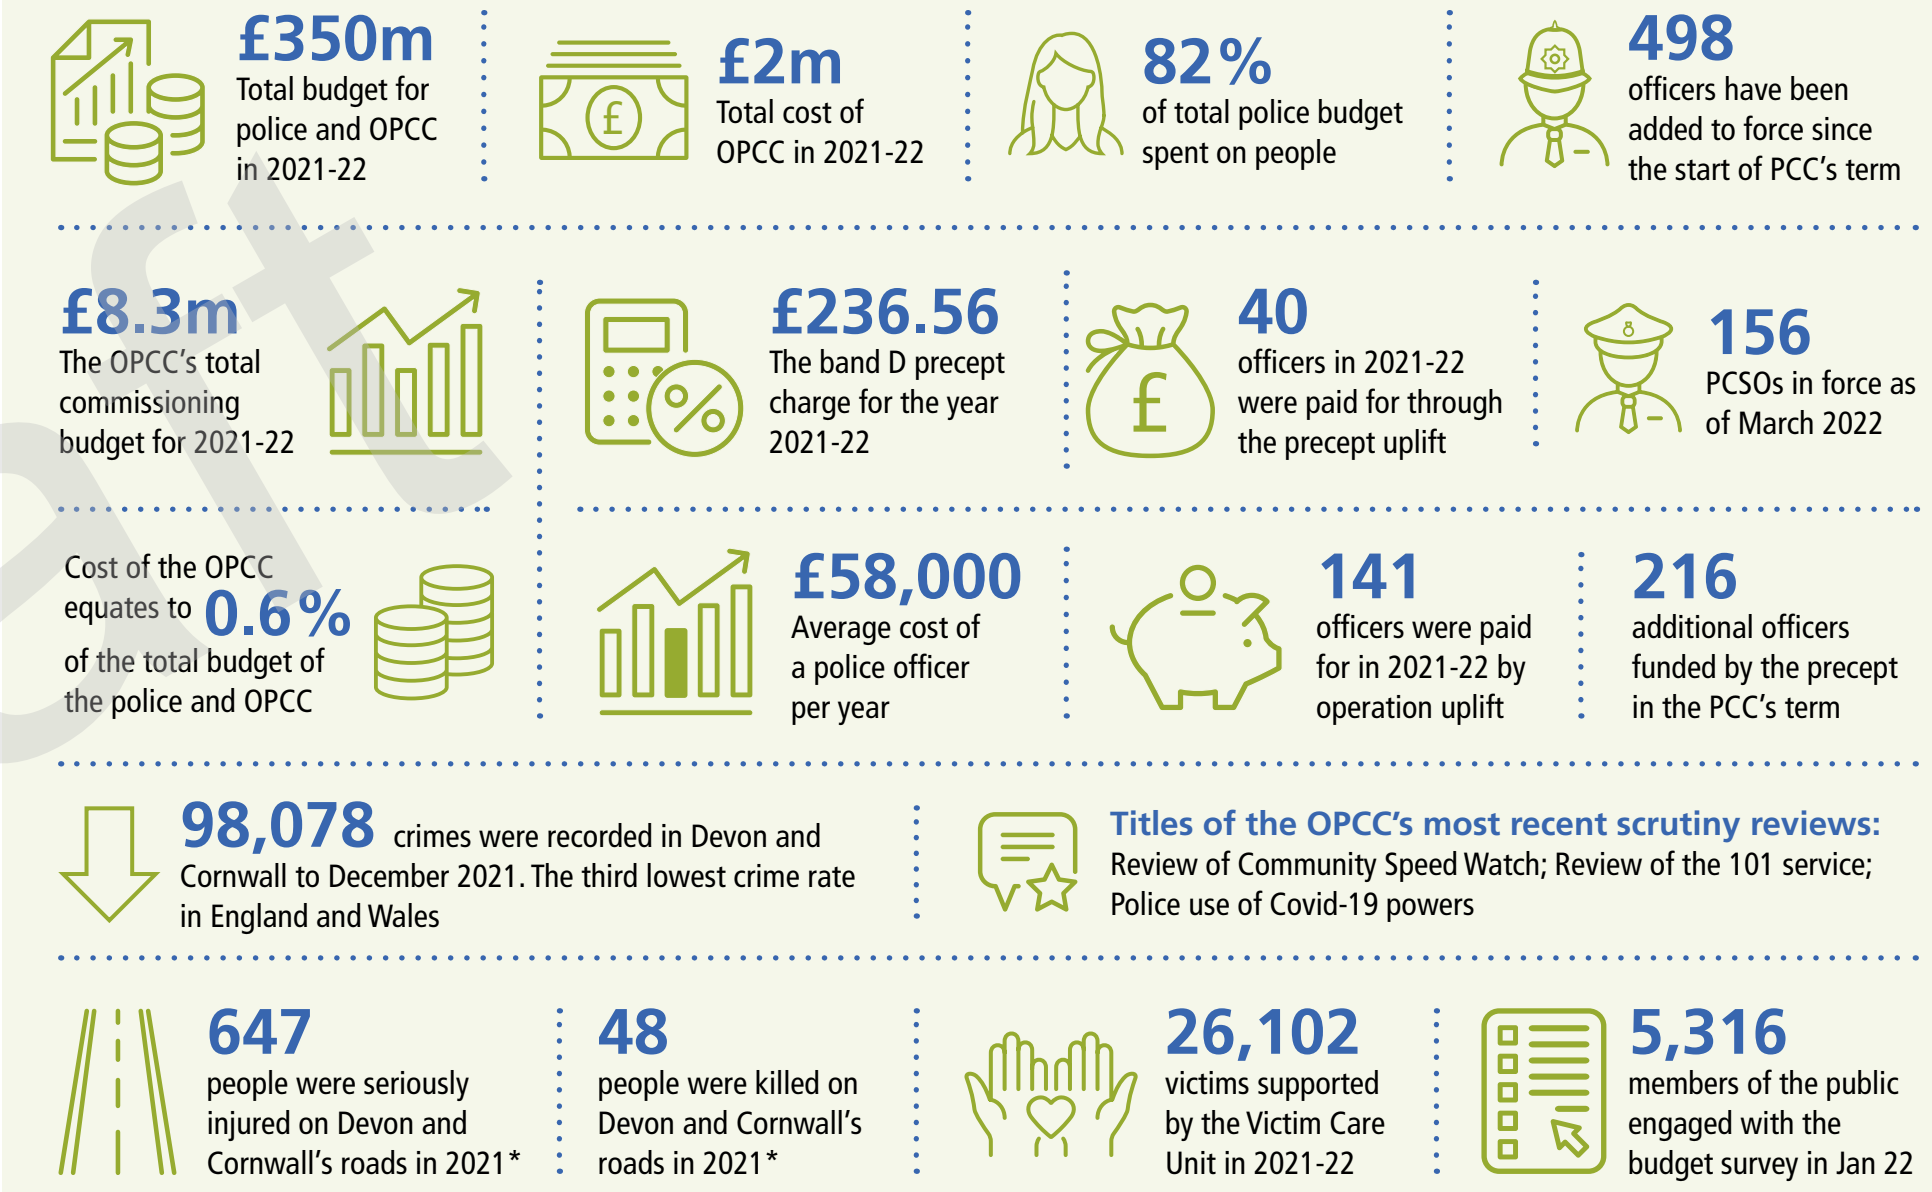 £350m
Total budget for
police and OPCC
in 2021-22
£2m
Total cost of
OPCC in 2021-22
82%
of total police budget
spent on people
498
officers have been
added to force since
the start of PCC's term
£8.3m
The OPCC's total
commissioning
budget for 2021-22
£236.56
The band D precept
charge for the year
2021-22
£
40
officers in 2021-22
were paid for through
the precept uplift
156
PCSOs in force as
of March 2022
Cost of the OPCC
equates to 0.6%
of the total budget of
the police and OPCC
£58,000
Average cost of
a police officer
per year
141
officers were paid
for in 2021-22 by
operation uplift
216
additional officers
funded by the precept
in the PCC's term
98,078 crimes were recorded in Devon and
Cornwall to December 2021. The third lowest crime rate
in England and Wales
Titles of the OPCC's most recent scrutiny reviews:
Review of Community Speed Watch; Review of the 101 service;
Police use of Covid-19 powers
647
people were seriously
injured on Devon and
Cornwall's roads in 2021*
48
people were killed on
Devon and Cornwall's
roads in 2021*
26,102
victims supported
by the Victim Care
Unit in 2021-22
5,316
members of the public
engaged with the
budget survey in Jan 22